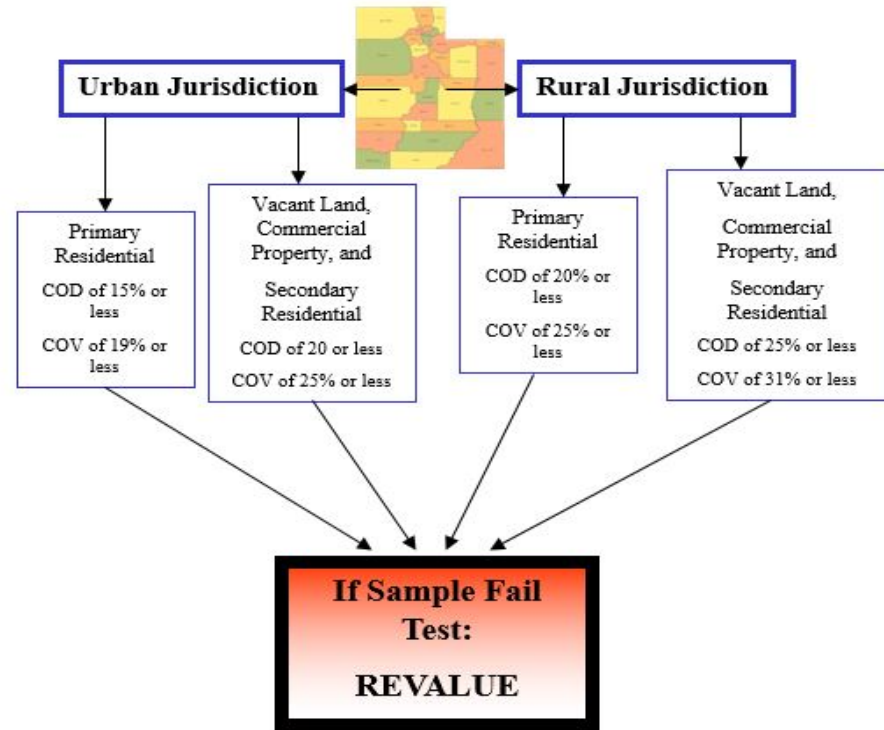 Urban Jurisdiction
Rural Jurisdiction
Primary
Residential
COD of 15% or
less
COV of 19% or
less
Vacant Land,
Commercial
Property, and
Secondary
Residential
COD of 20 or less
COV of 25% or less
Primary
Residential
COD of 20% or
less
COV of 25% or
less
Vacant Land,
Commercial
Property, and
Secondary
Residential
COD of 25% or less
COV of 31% or less
If Sample Fail
Test:
REVALUE